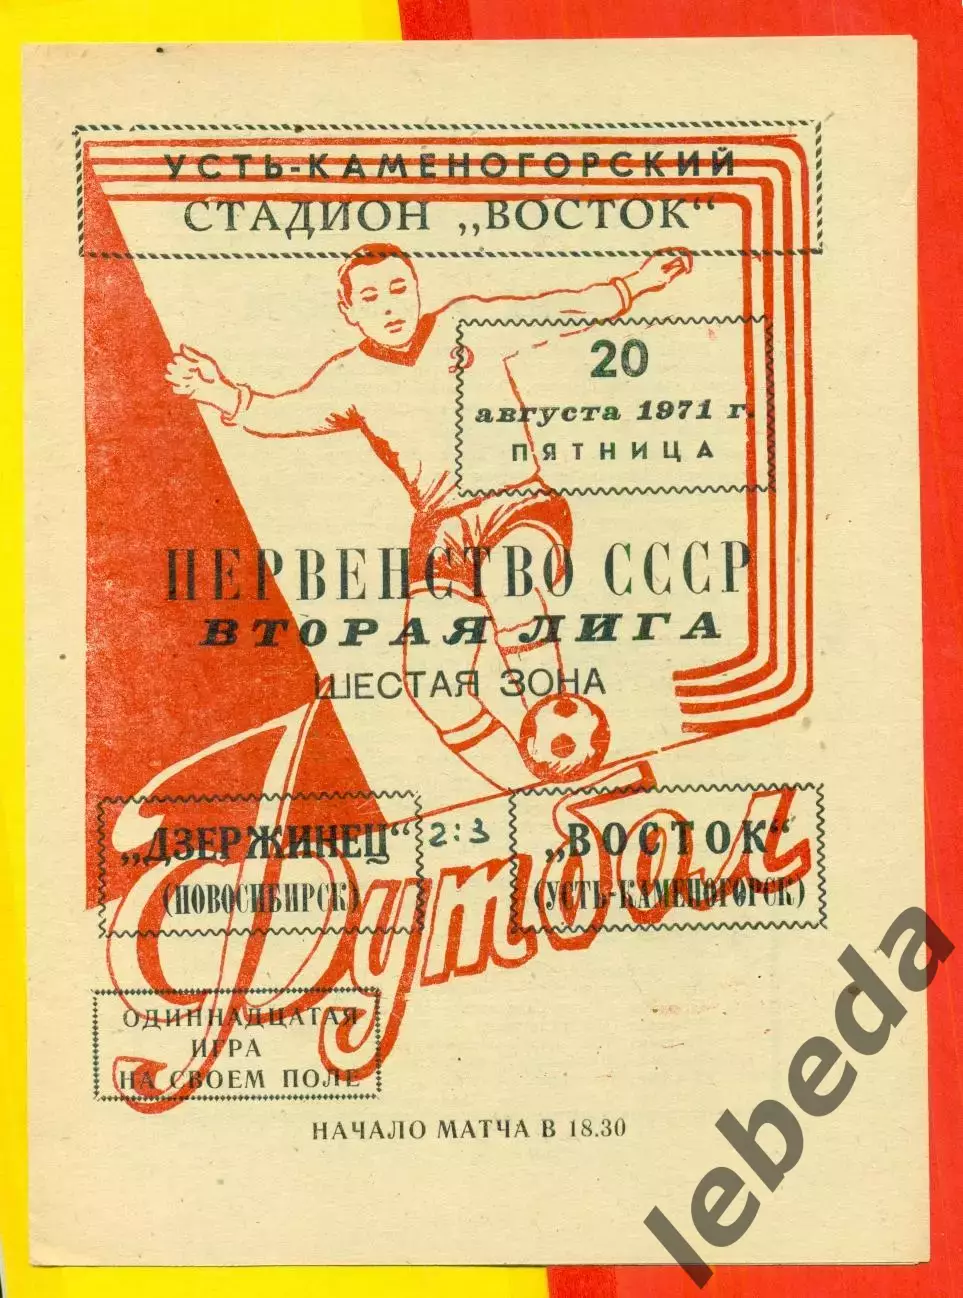 УСТЬ-КАМЕНОГОРСКИЙ
СТАДИОН „ВОСТОК“
20
августа 1971 г.
ПЯТНИЦА
ПЕРВЕНСТВО СССР
ВТОРАЯ ЛИГА
ШЕСТАЯ ЗОНА
Футбол
„ДЗЕРЖИНЕЦ“ 2:3 „ВОСТОК“
(НОВОСИБИРСК) (УСТЬ-КАМЕНОГОРСК)
ОДИННАДЦАТАЯ
ИГРА
НА СВОЕМ ПОЛЕ
НАЧАЛО МАТЧА В 18.30
lebeda